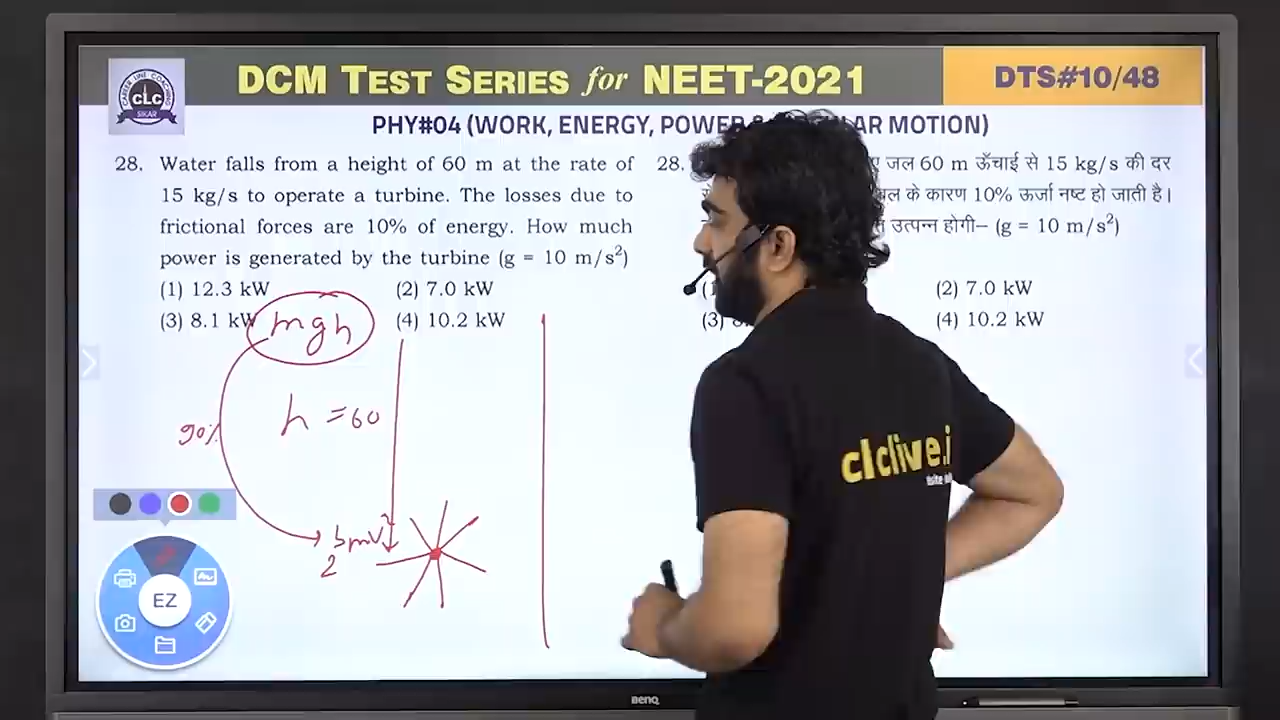 DCM TEST SERIES for NEET-2021
DTS#10/48
CLC
SIKAR
PHY#04 (WORK, ENERGY, POWER AR MOTION)
28. Water falls from a height of 60 m at the rate of
15 kg/s to operate a turbine. The losses due to
frictional forces are 10% of energy. How much
power is generated by the turbine (g = 10 m/s²)
(1) 12.3 kW (2) 7.0 kW
(3) 8.1 kW (4) 10.2 kW
28. जल 60 m ऊँचाई से 15 kg/s की दर
के कारण 10% ऊर्जा नष्ट हो जाती है।
उत्पन्न होगी– (g = 10 m/s²)
(2) 7.0 kW
(3) (4) 10.2 kW
mgh
h = 60
90%
1/2 mv²
EZ
clclive.i
BENQ